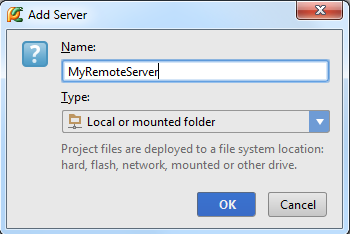 Add Server
Name:
MyRemoteServer
Type:
Local or mounted folder
Project files are deployed to a file system location:
hard, flash, network, mounted or other drive.
OK
Cancel